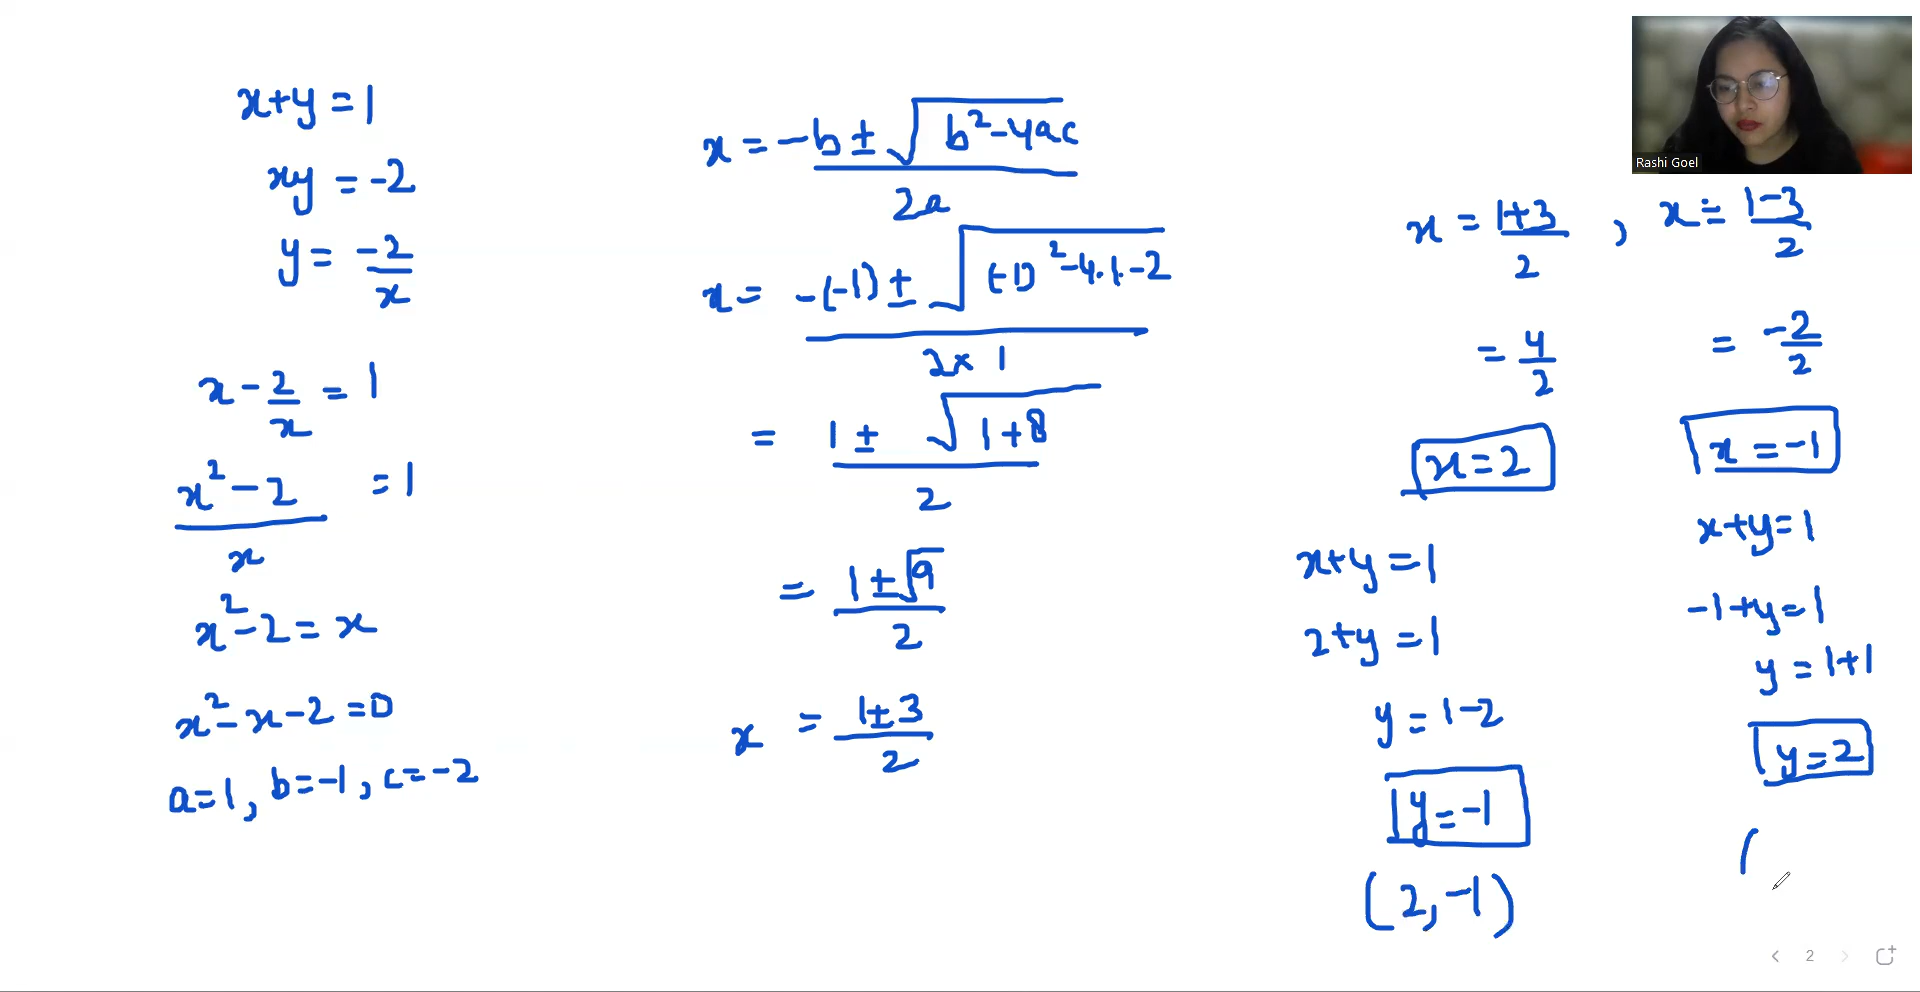 x+y=1
xy=-2
y=-2/x
x-2/x=1
x²-2/x=1
x²-2=x
x²-x-2=0
a=1, b=-1, c=-2
x=-b±√b²-4ac/2a
x=-(-1)±√(-1)²-4.1.-2/2×1
=1±√1+8/2
=1±√9/2
x=1±3/2
x=1+3/2, x=1-3/2
=4/2
x=2
x+y=1
2+y=1
y=1-2
y=-1
(2,-1)
=-2/2
x=-1
x+y=1
-1+y=1
y=1+1
y=2
(
Rashi Goel
2